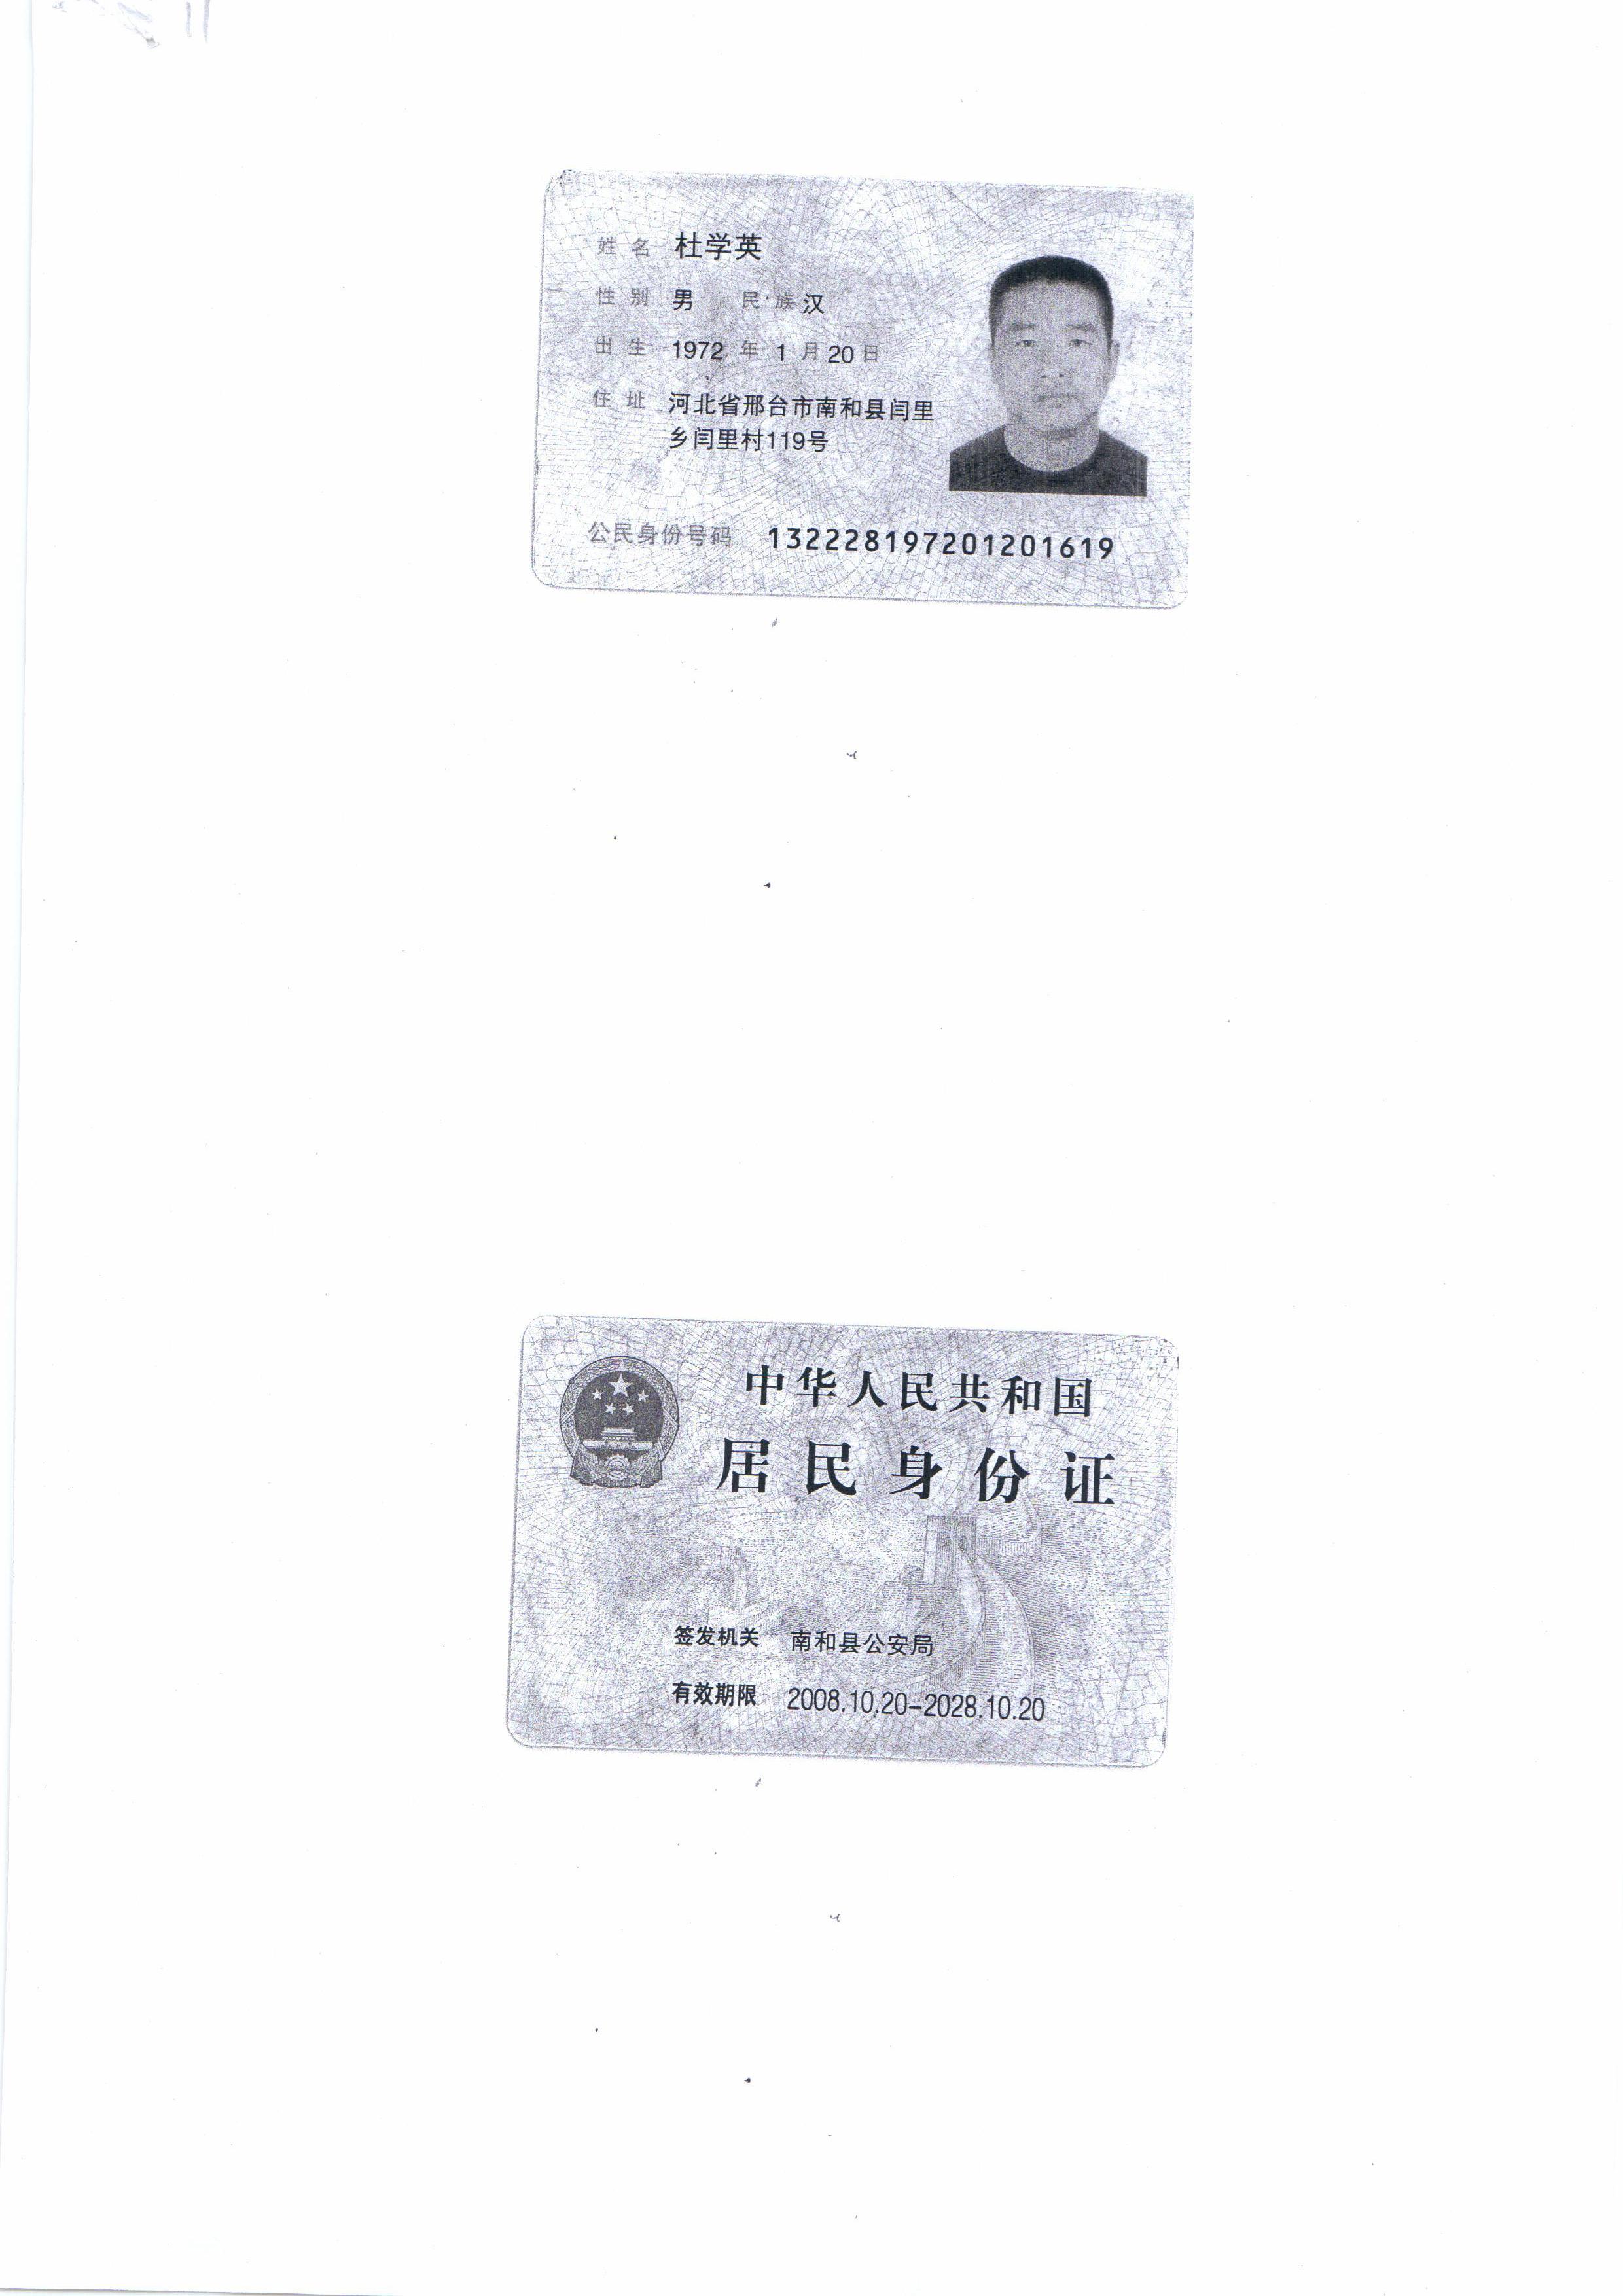 姓名 杜学英
性别 男 民族 汉
出生 1972 年 1 月 20 日
住址 河北省邢台市南和县闫里
乡闫里村119号
公民身份号码 132228197201201619
中华人民共和国
居民身份证
签发机关 南和县公安局
有效期限 2008.10.20-2028.10.20